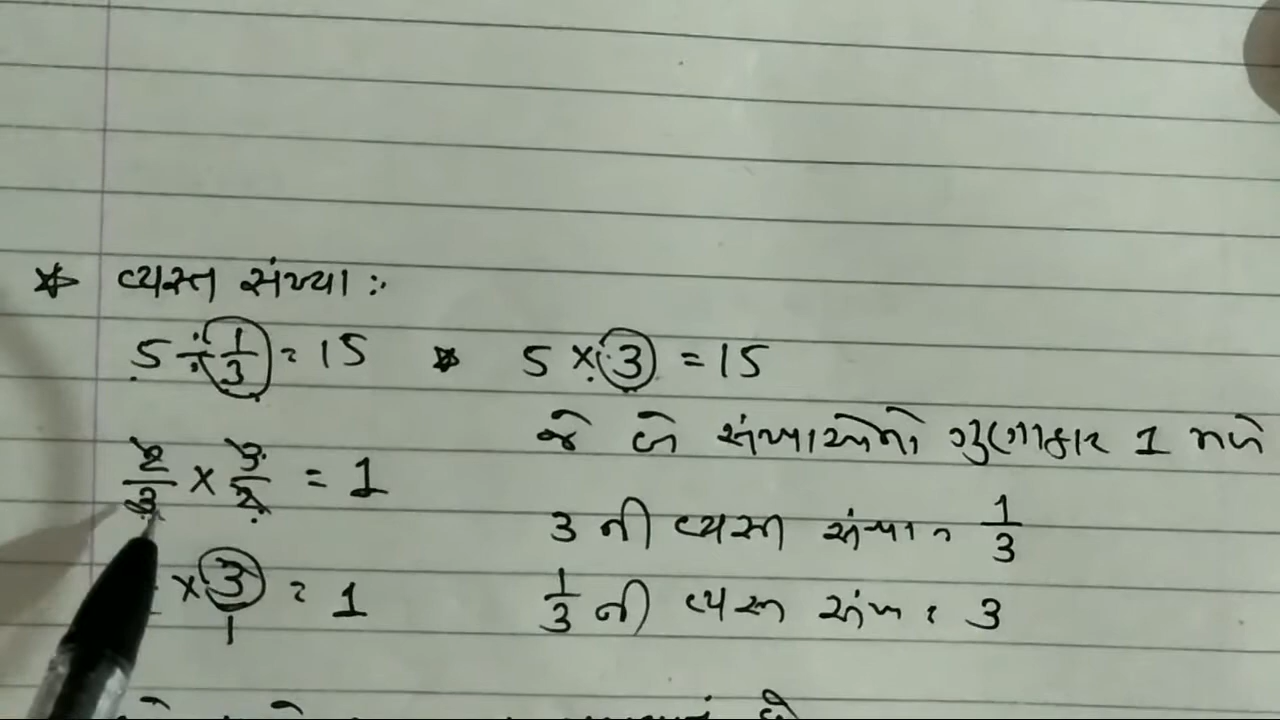 * વ્યસ્ત સંખ્યા :-
5 ÷ 1/3 = 15 * 5 × 3 = 15
જે બે સંખ્યાઓનો ગુણાકાર 1 મળે
2/3 × 3/2 = 1
3 ની વ્યસ્ત સંખ્યા = 1/3
× 3/1 = 1
1/3 ની વ્યસ્ત સંખ્ય = 3